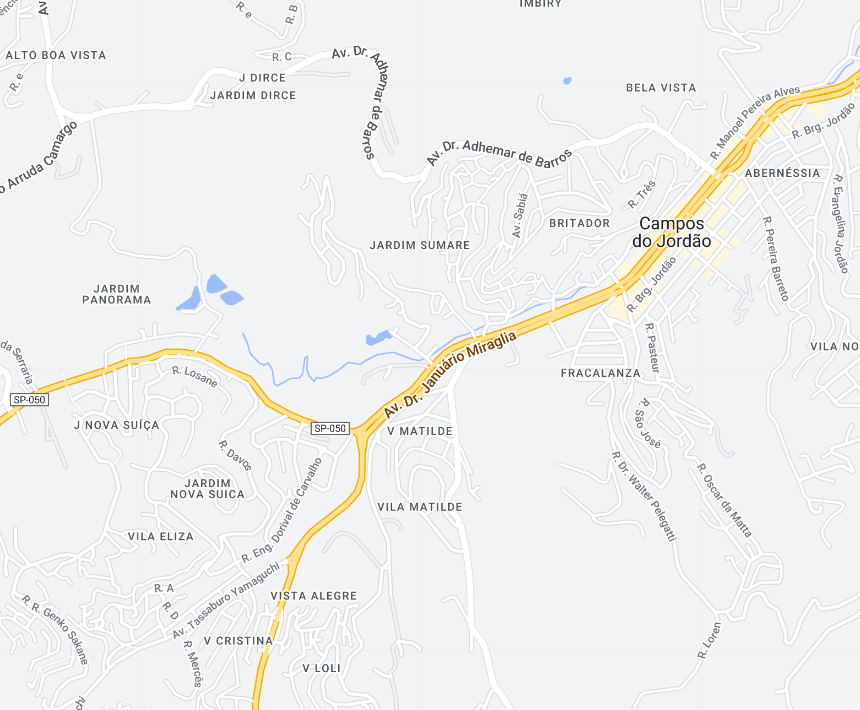 IMBIRY
Av
R. e
R. B
ALTO BOA VISTA
R. e
R. C
J DIRCE
JARDIM DIRCE
Av. Dr. Adhemar de Barros
Arruda Camargo
Av. Dr. Adhemar de Barros
BELA VISTA
R. Manoel Pereira Alves
R. Brg. Jordão
ABERNÉSSIA
R. Três
Av. Sabiá
BRITADOR
Campos
do Jordão
R. Evangelina Jordão
R. Pereira Barreto
JARDIM SUMARE
JARDIM
PANORAMA
R. Brg. Jordão
Av. Dr. Januário Miraglia
R. Pasteur
VILA NO
FRACALANZA
da Serraria
SP-050
R. Losane
J NOVA SUÍÇA
SP-050
V MATILDE
R. São José
R. Davos
JARDIM
NOVA SUICA
R. Eng. Dorival de Carvalho
VILA MATILDE
R. Dr. Walter Pelegatti
R. Oscar da Matta
VILA ELIZA
R. A
R. D
Av. Tassaburo Yamaguchi
VISTA ALEGRE
R. R. Genko Sakane
V CRISTINA
R. Mercês
V LOLI
R. Loren
chi